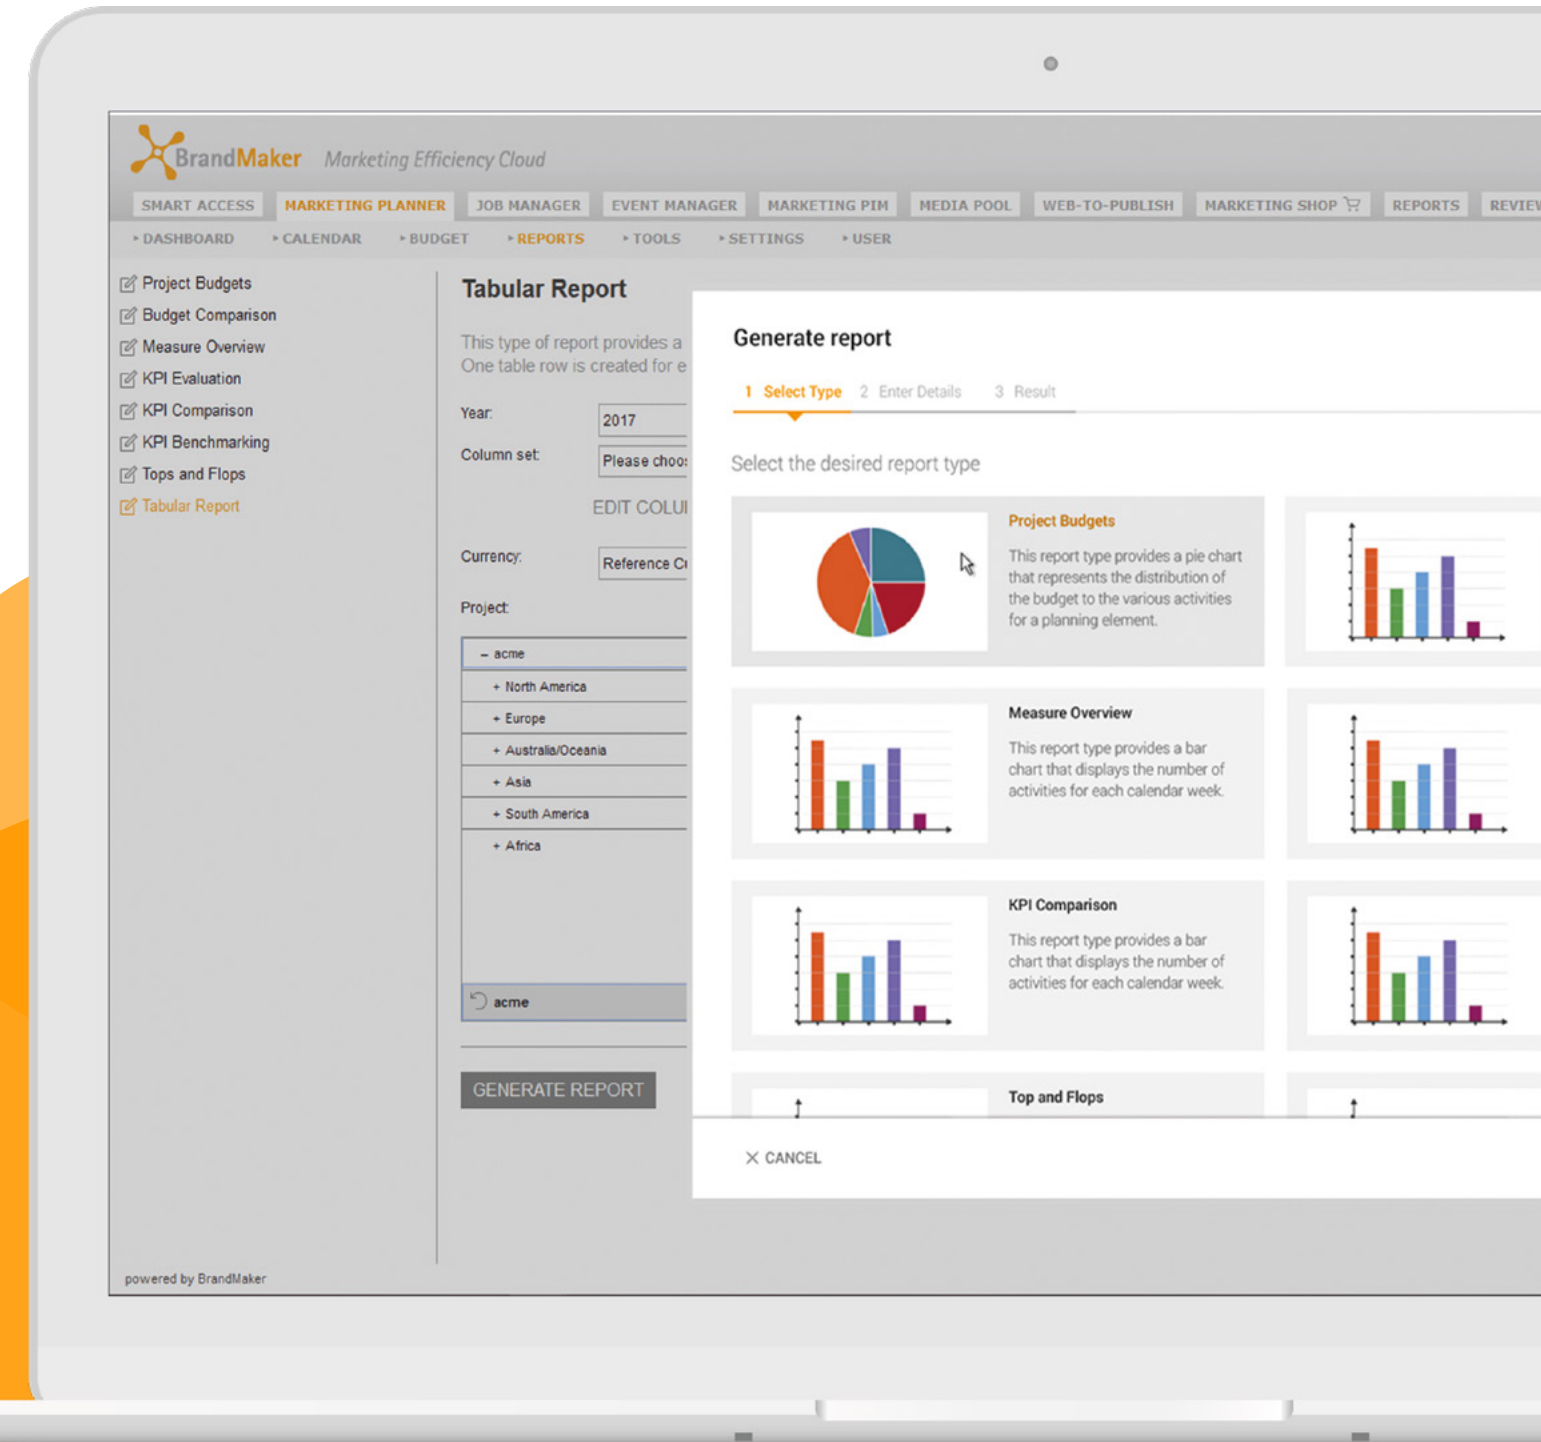 BrandMaker Marketing Efficiency Cloud
SMART ACCESS MARKETING PLANNER JOB MANAGER EVENT MANAGER MARKETING PIM MEDIA POOL WEB-TO-PUBLISH MARKETING SHOP REPORTS REVIEW
DASHBOARD CALENDAR BUDGET REPORTS TOOLS SETTINGS USER
Project Budgets
Budget Comparison
Measure Overview
KPI Evaluation
KPI Comparison
KPI Benchmarking
Tops and Flops
Tabular Report
powered by BrandMaker
Tabular Report
This type of report provides a
One table row is created for e
Year: 2017
Column set: Please choo
EDIT COLU
Currency: Reference Cu
Project:
– acme
+ North America
+ Europe
+ Australia/Oceania
+ Asia
+ South America
+ Africa
acme
GENERATE REPORT
Generate report
1 Select Type 2 Enter Details 3 Result
Select the desired report type
Project Budgets
This report type provides a pie chart
that represents the distribution of
the budget to the various activities
for a planning element.
Measure Overview
This report type provides a bar
chart that displays the number of
activities for each calendar week.
KPI Comparison
This report type provides a bar
chart that displays the number of
activities for each calendar week.
Top and Flops
CANCEL